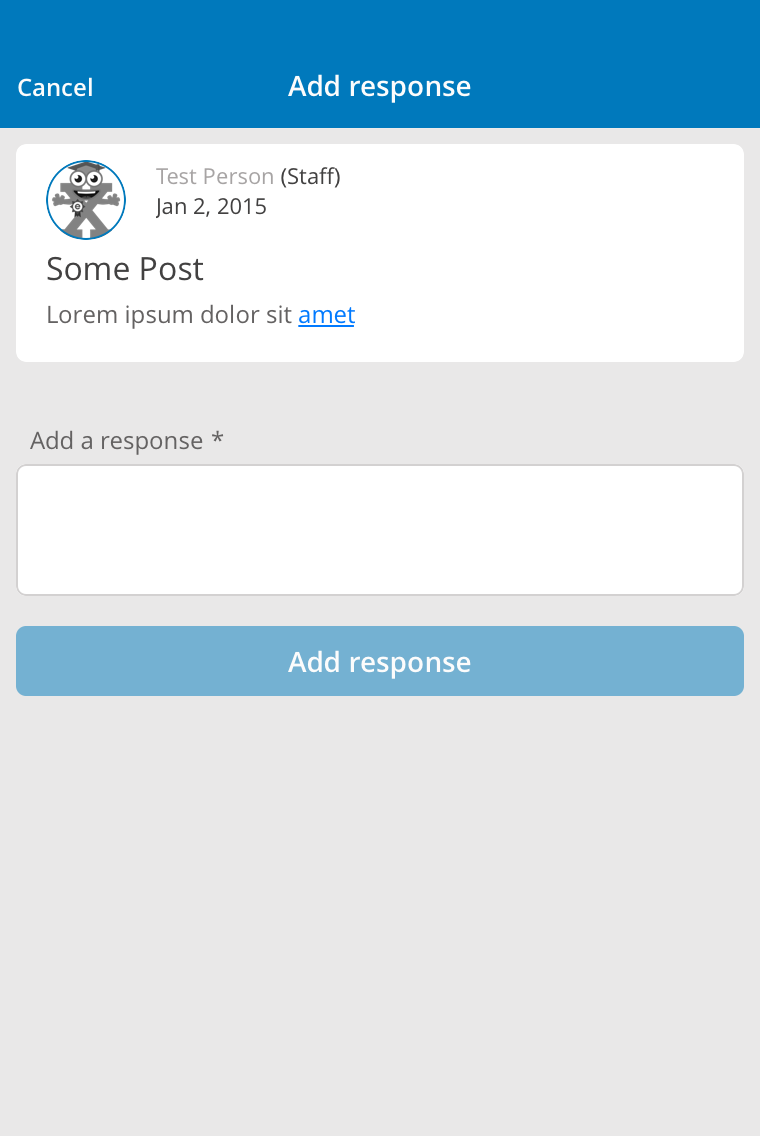 Cancel
Add response
Test Person (Staff)
Jan 2, 2015
Some Post
Lorem ipsum dolor sit amet
Add a response *
Add response